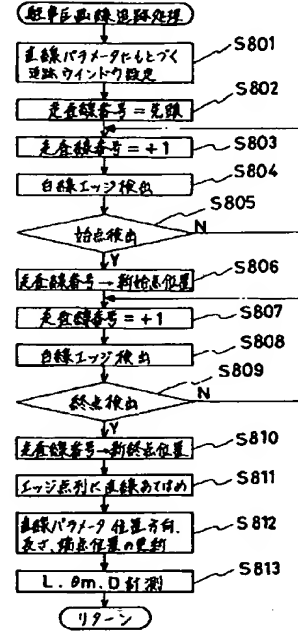 駐車区画線追跡処理
S801
直線パラメータにもとづく
追跡ウインドウ設定
S802
走査線番号=先頭
S803
走査線番号=+1
S804
白線エッジ検出
S805
始点検出
N
Y
S806
走査線番号→新始点位置
S807
走査線番号=+1
S808
白線エッジ検出
S809
終点検出
N
Y
S810
走査線番号→新終点位置
S811
エッジ点列に直線あてはめ
S812
直線パラメータ位置方向、
長さ、端点位置の更新
S813
L、θm、D計測
リターン